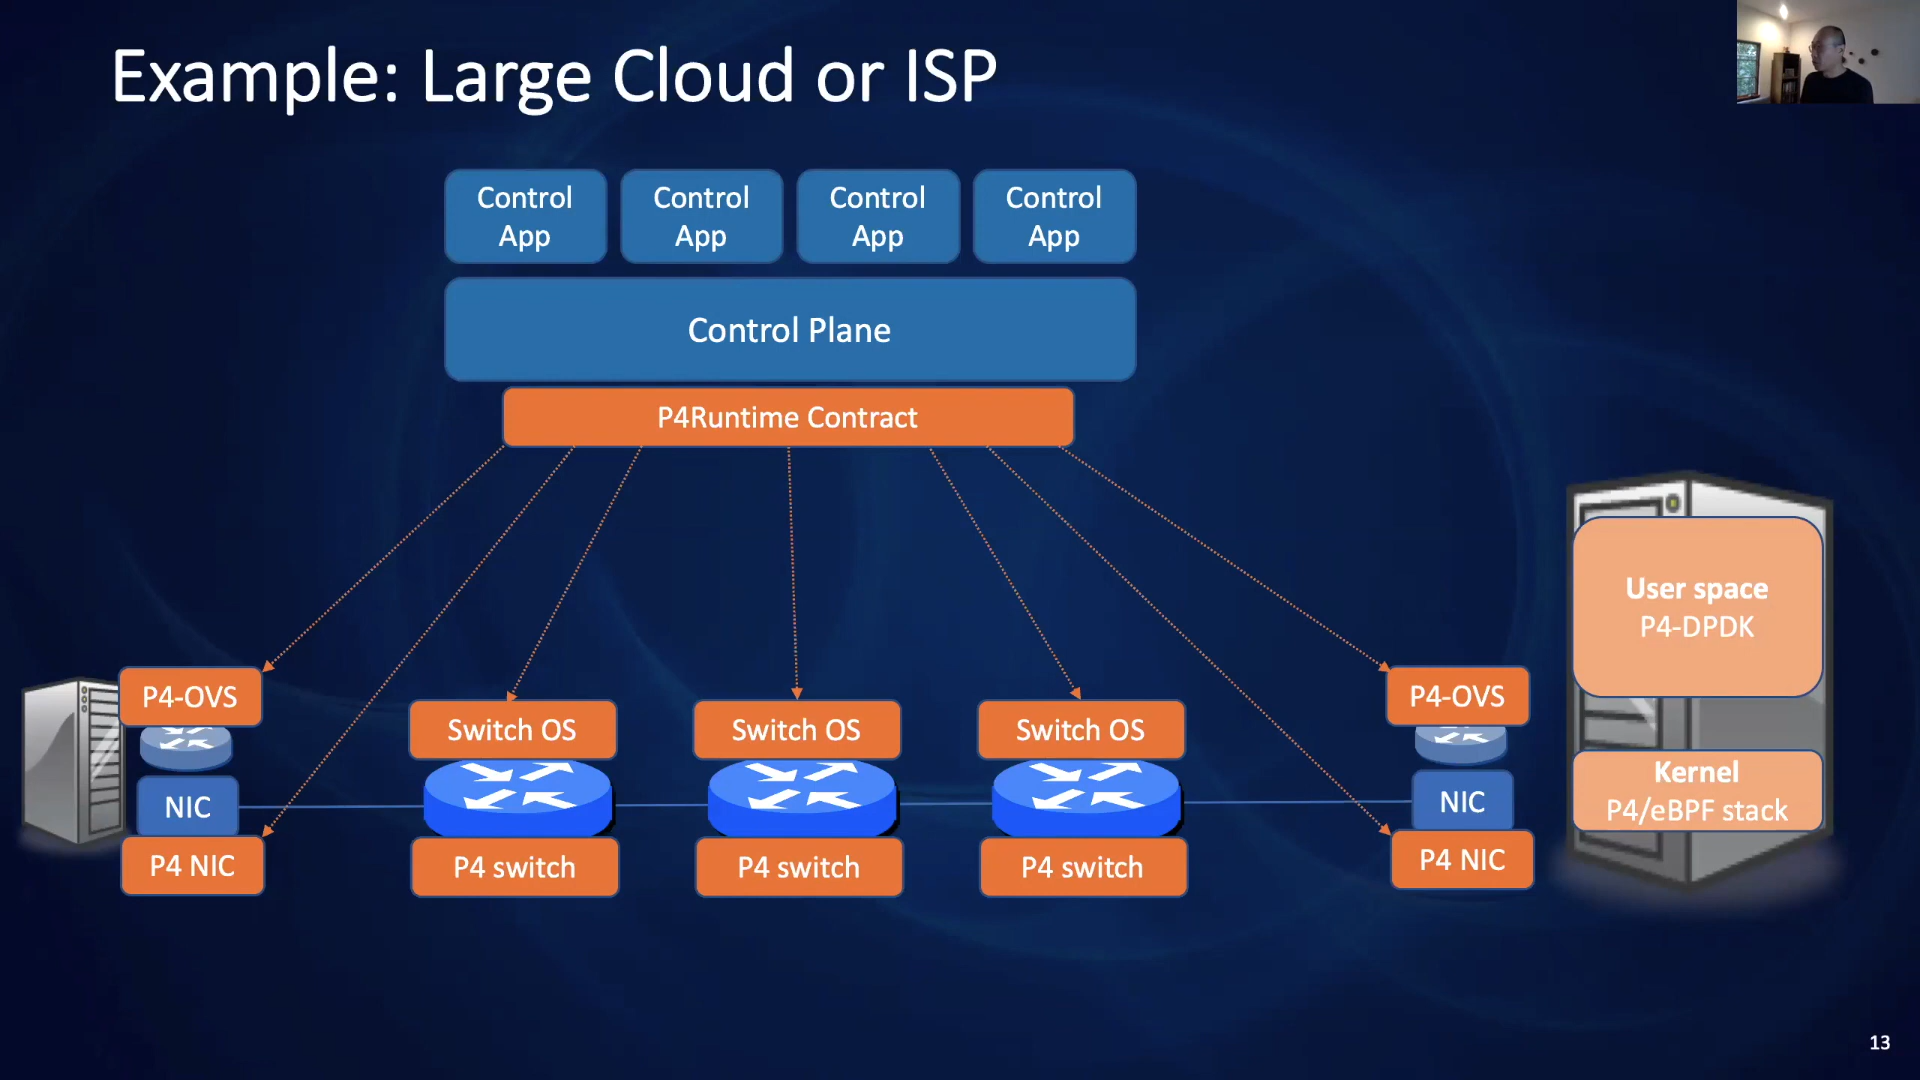 Example: Large Cloud or ISP
Control
App
Control
App
Control
App
Control
App
Control Plane
P4Runtime Contract
User space
P4-DPDK
P4-OVS
P4-OVS
Switch OS
Switch OS
Switch OS
Kernel
P4/eBPF stack
NIC
NIC
P4 NIC
P4 switch
P4 switch
P4 switch
P4 NIC
13